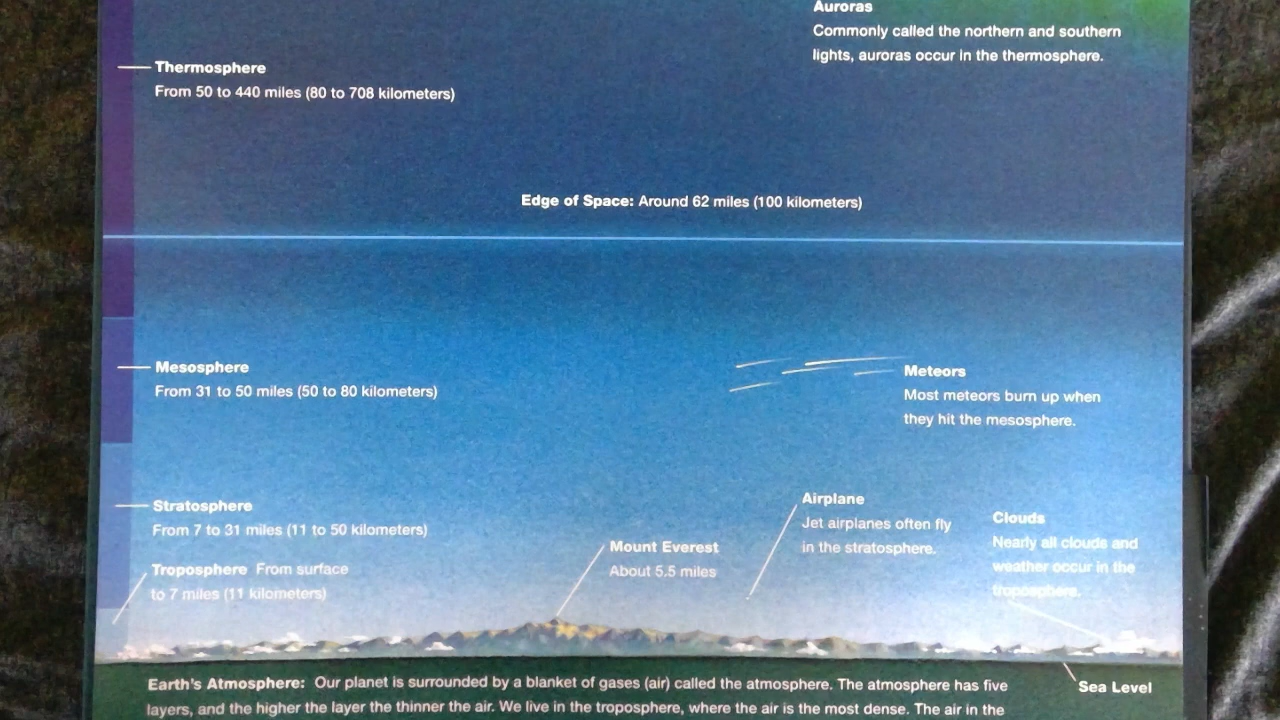 Auroras
Commonly called the northern and southern
lights, auroras occur in the thermosphere.
Thermosphere
From 50 to 440 miles (80 to 708 kilometers)
Edge of Space: Around 62 miles (100 kilometers)
Mesosphere
From 31 to 50 miles (50 to 80 kilometers)
Meteors
Most meteors burn up when
they hit the mesosphere.
Stratosphere
From 7 to 31 miles (11 to 50 kilometers)
Troposphere From surface
to 7 miles (11 kilometers)
Mount Everest
About 5.5 miles
Airplane
Jet airplanes often fly
in the stratosphere.
Clouds
Nearly all clouds and
weather occur in the
troposphere.
Sea Level
Earth's Atmosphere: Our planet is surrounded by a blanket of gases (air) called the atmosphere. The atmosphere has five
layers, and the higher the layer the thinner the air. We live in the troposphere, where the air is the most dense. The air in the